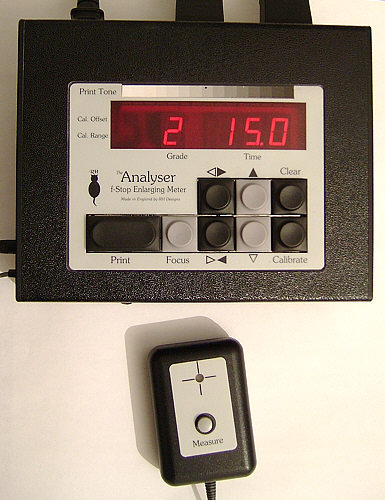 Print Tone
Cal. Offset
Cal. Range
2 15.0
Grade Time
RH
The Analyser
f-Stop Enlarging Meter
Made in England by RH Designs
Clear
Print Focus Calibrate
Measure